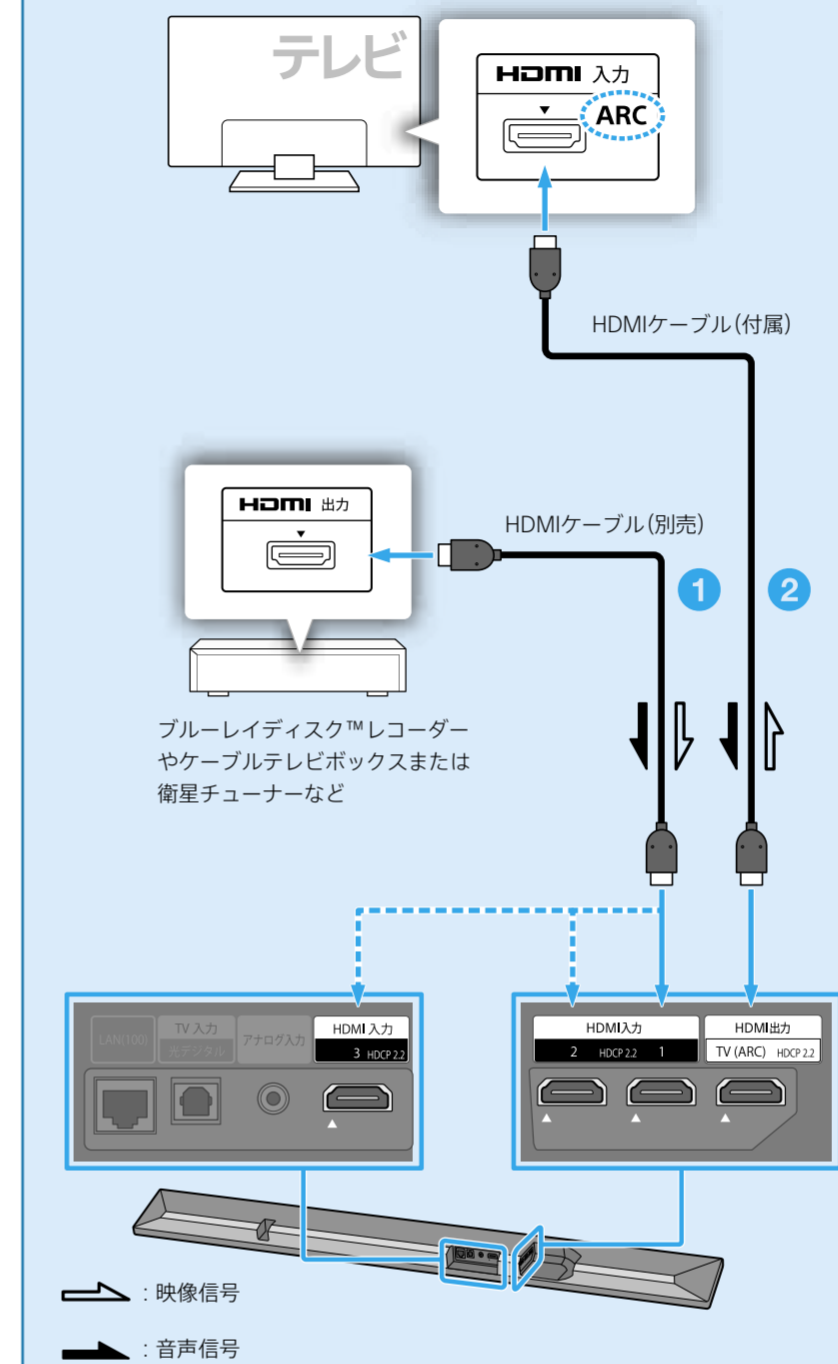 テレビ
HDMI 入力
ARC
HDMIケーブル(付属)
HDMI 出力
HDMIケーブル(別売)
1
2
ブルーレイディスク™レコーダー
やケーブルテレビボックスまたは
衛星チューナーなど
LAN(100)
TV 入力
光デジタル
アナログ入力
HDMI 入力
3 HDCP 2.2
HDMI入力
2 HDCP 2.2 1
HDMI出力
TV (ARC) HDCP 2.2
:映像信号
:音声信号